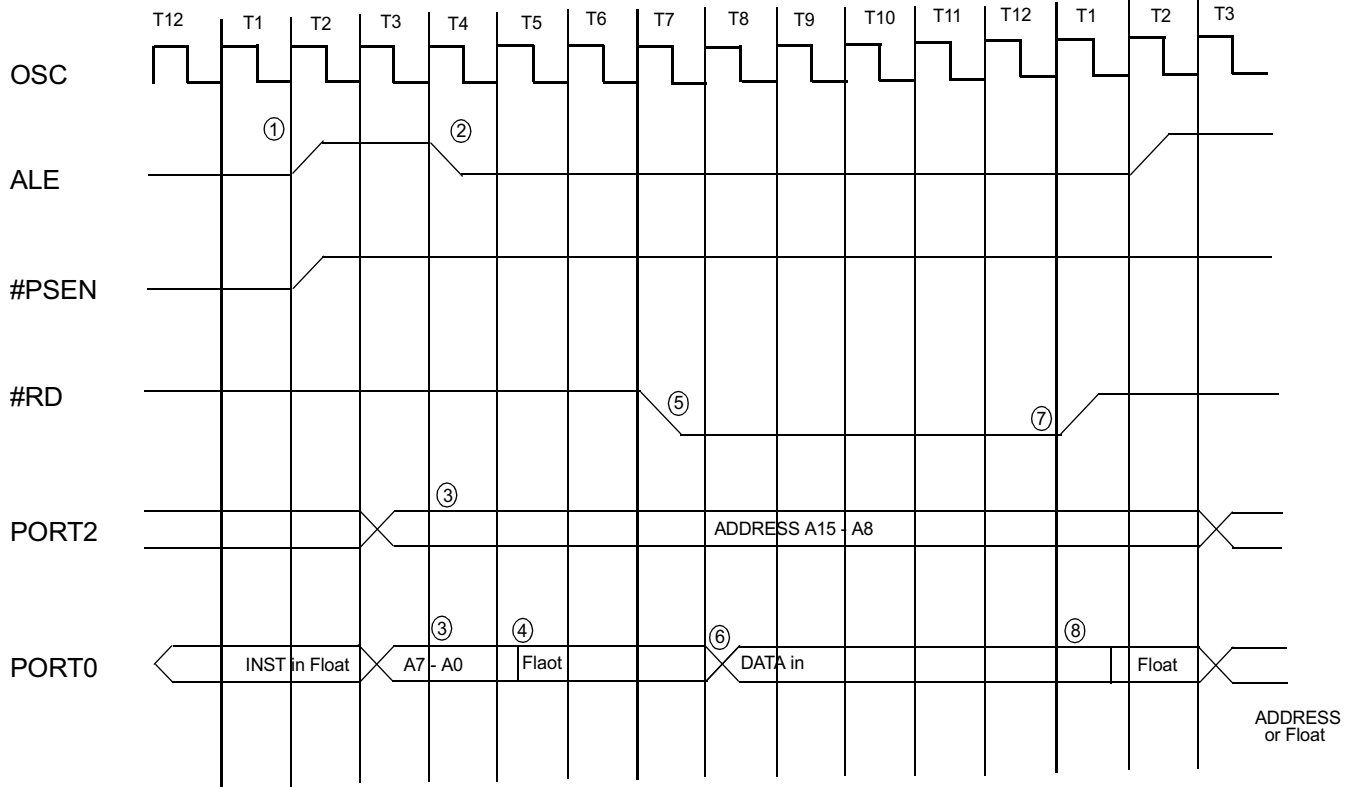 T12 T1 T2 T3 T4 T5 T6 T7 T8 T9 T10 T11 T12 T1 T2 T3
OSC
① ②
ALE
#PSEN
#RD
⑤ ⑦
③
PORT2 ADDRESS A15 - A8
③ ④ ⑥ ⑧
PORT0 INST in Float A7 - A0 Flaot DATA in Float
ADDRESS
or Float